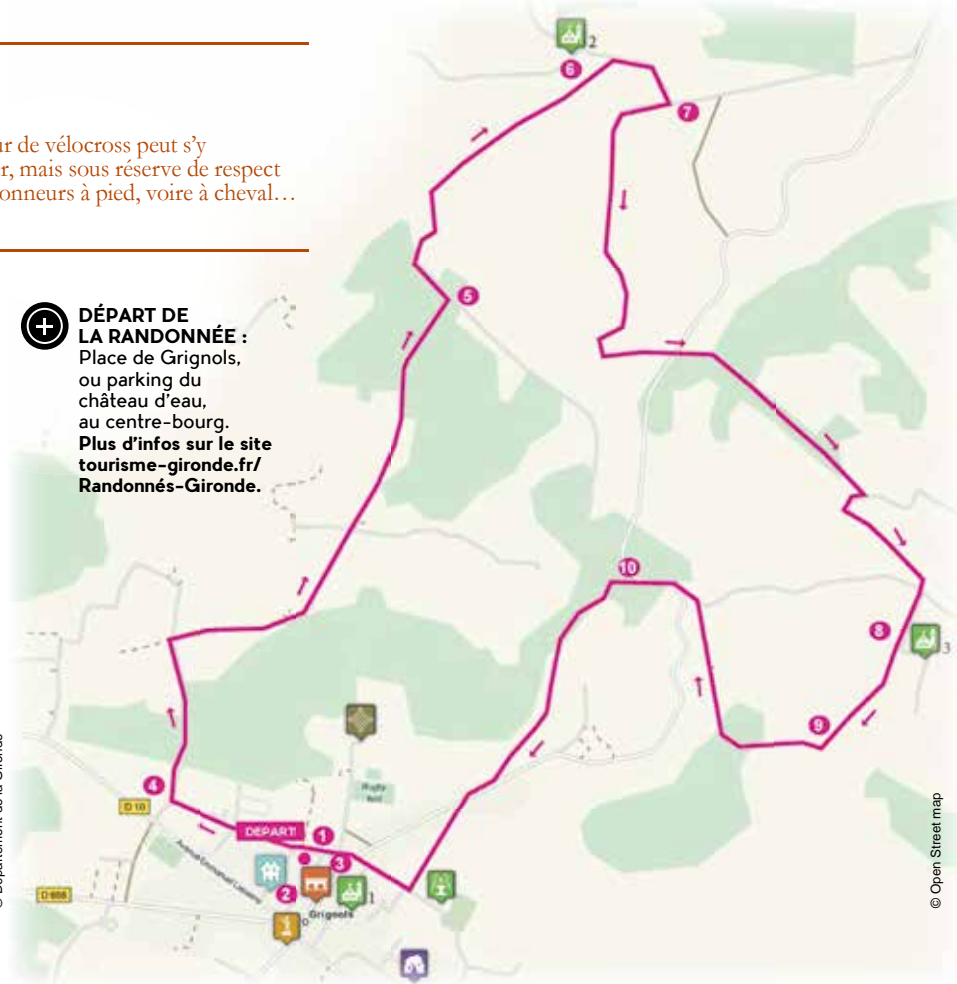 ur de vélocross peut s'y
r, mais sous réserve de respect
onneurs à pied, voire à cheval…
DÉPART DE
LA RANDONNÉE :
Place de Grignols,
ou parking du
château d'eau,
au centre-bourg.
Plus d'infos sur le site
tourisme-gironde.fr/
Randonnés-Gironde.
2
6
7
5
10
8
3
9
4
D 10
DÉPART!
1
3
2
1
Grignols
Rugby
© Open Street map